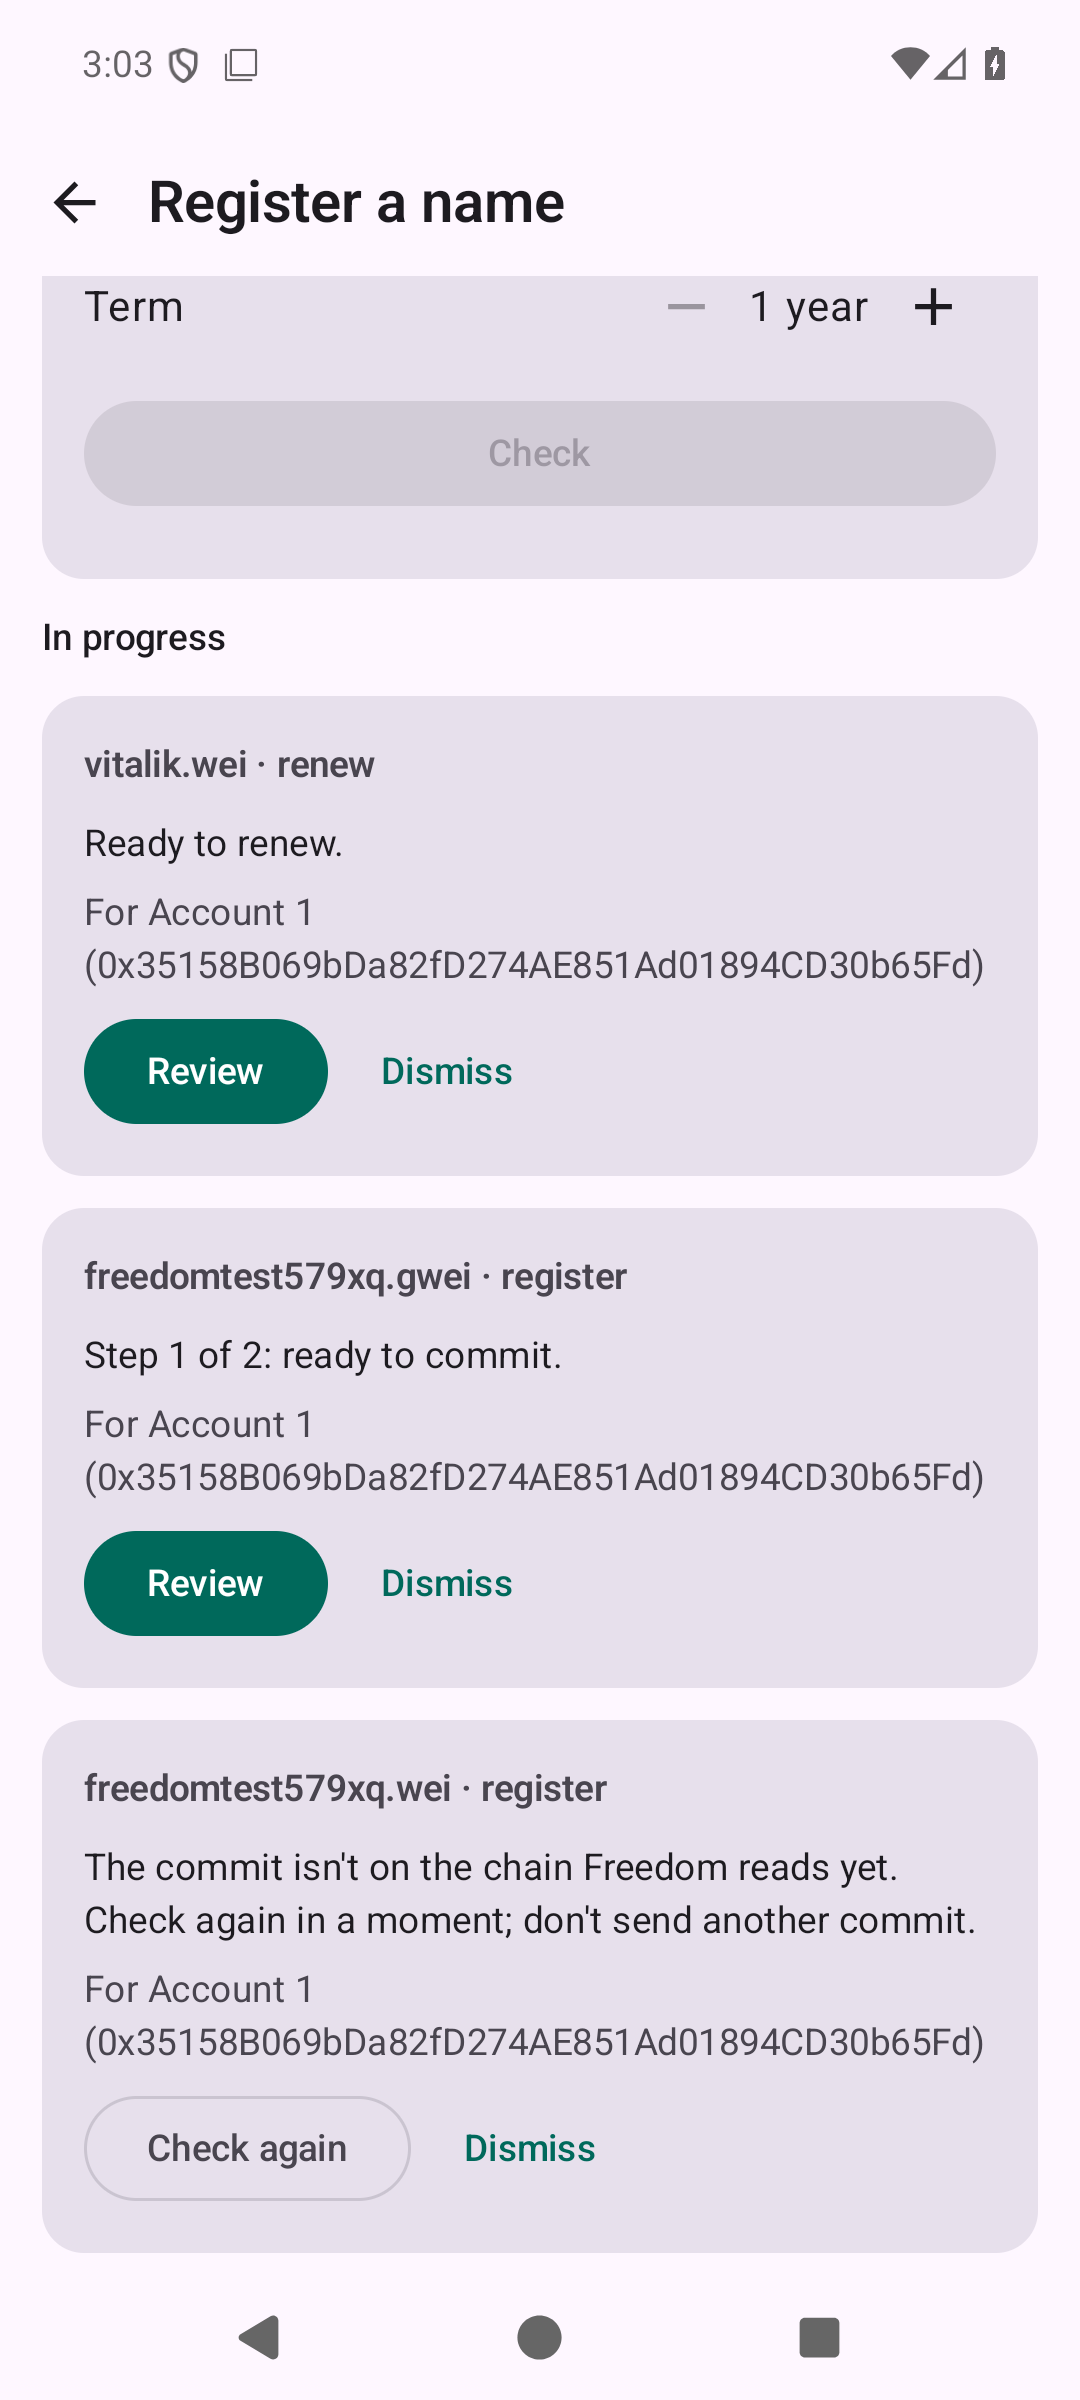 3:03
Register a name
Term
1 year
Check
In progress
vitalik.wei · renew
Ready to renew.
For Account 1
(0x35158B069bDa82fD274AE851Ad01894CD30b65Fd)
Review
Dismiss
freedomtest579xq.gwei · register
Step 1 of 2: ready to commit.
For Account 1
(0x35158B069bDa82fD274AE851Ad01894CD30b65Fd)
Review
Dismiss
freedomtest579xq.wei · register
The commit isn't on the chain Freedom reads yet.
Check again in a moment; don't send another commit.
For Account 1
(0x35158B069bDa82fD274AE851Ad01894CD30b65Fd)
Check again
Dismiss